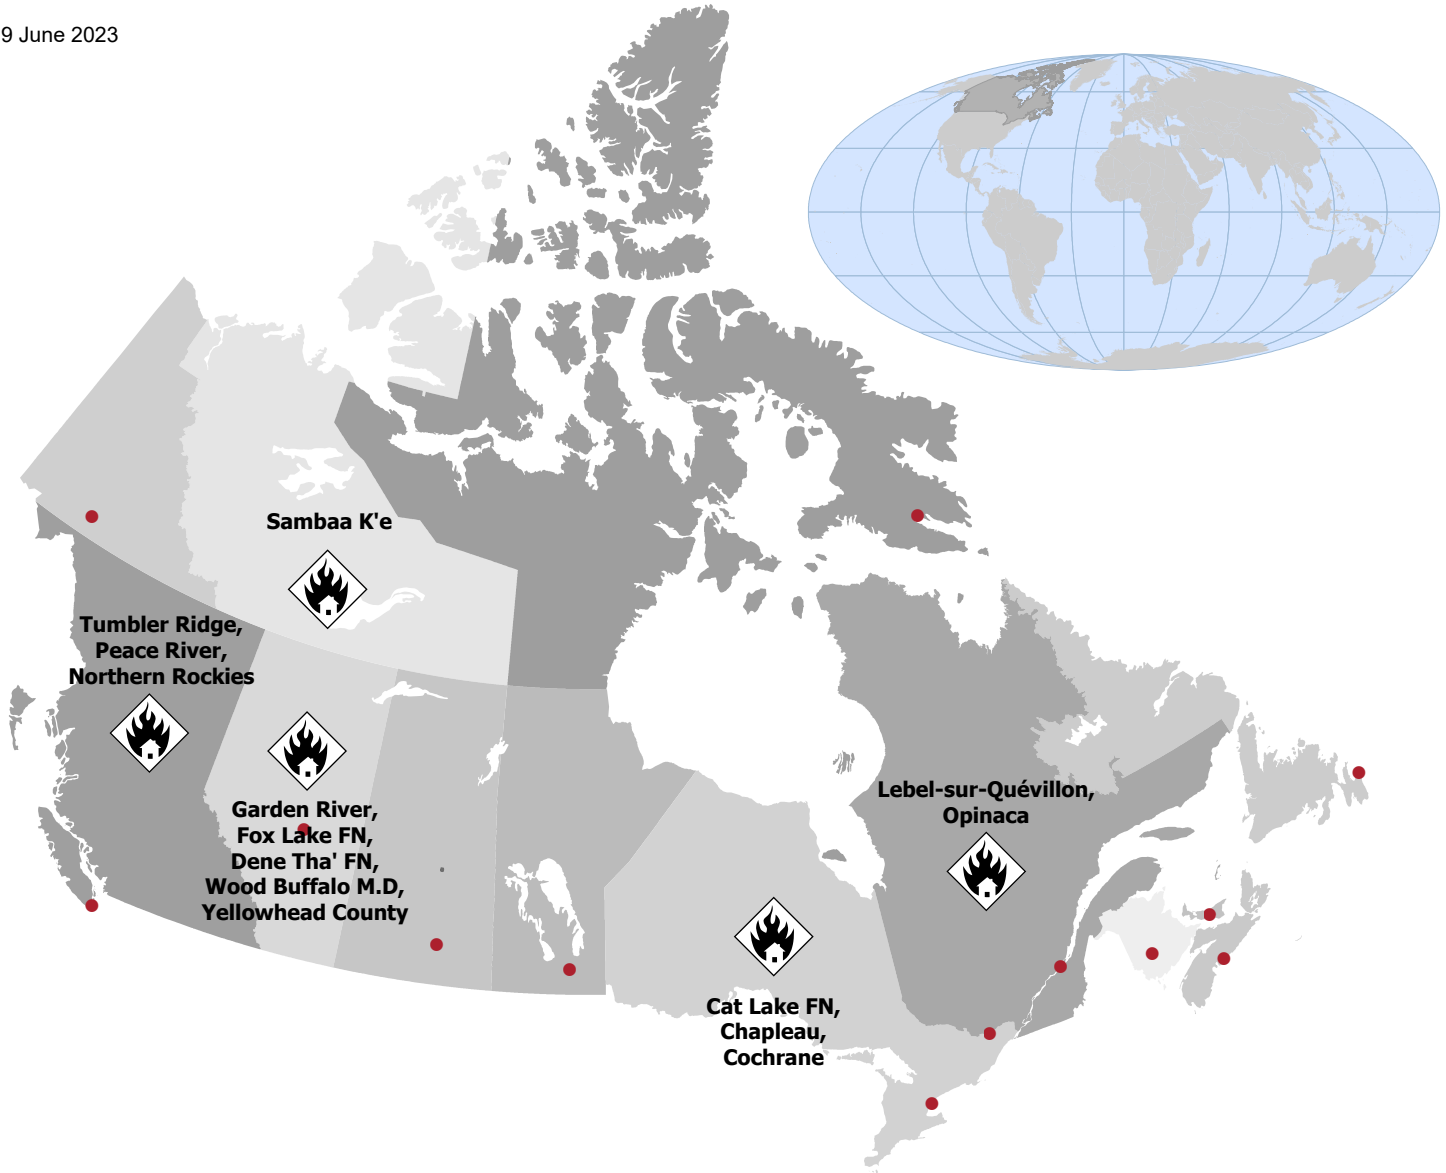 9 June 2023
Sambaa K'e
Tumbler Ridge,
Peace River,
Northern Rockies
Garden River,
Fox Lake FN,
Dene Tha' FN,
Wood Buffalo M.D,
Yellowhead County
Lebel-sur-Quévillon,
Opinaca
Cat Lake FN,
Chapleau,
Cochrane